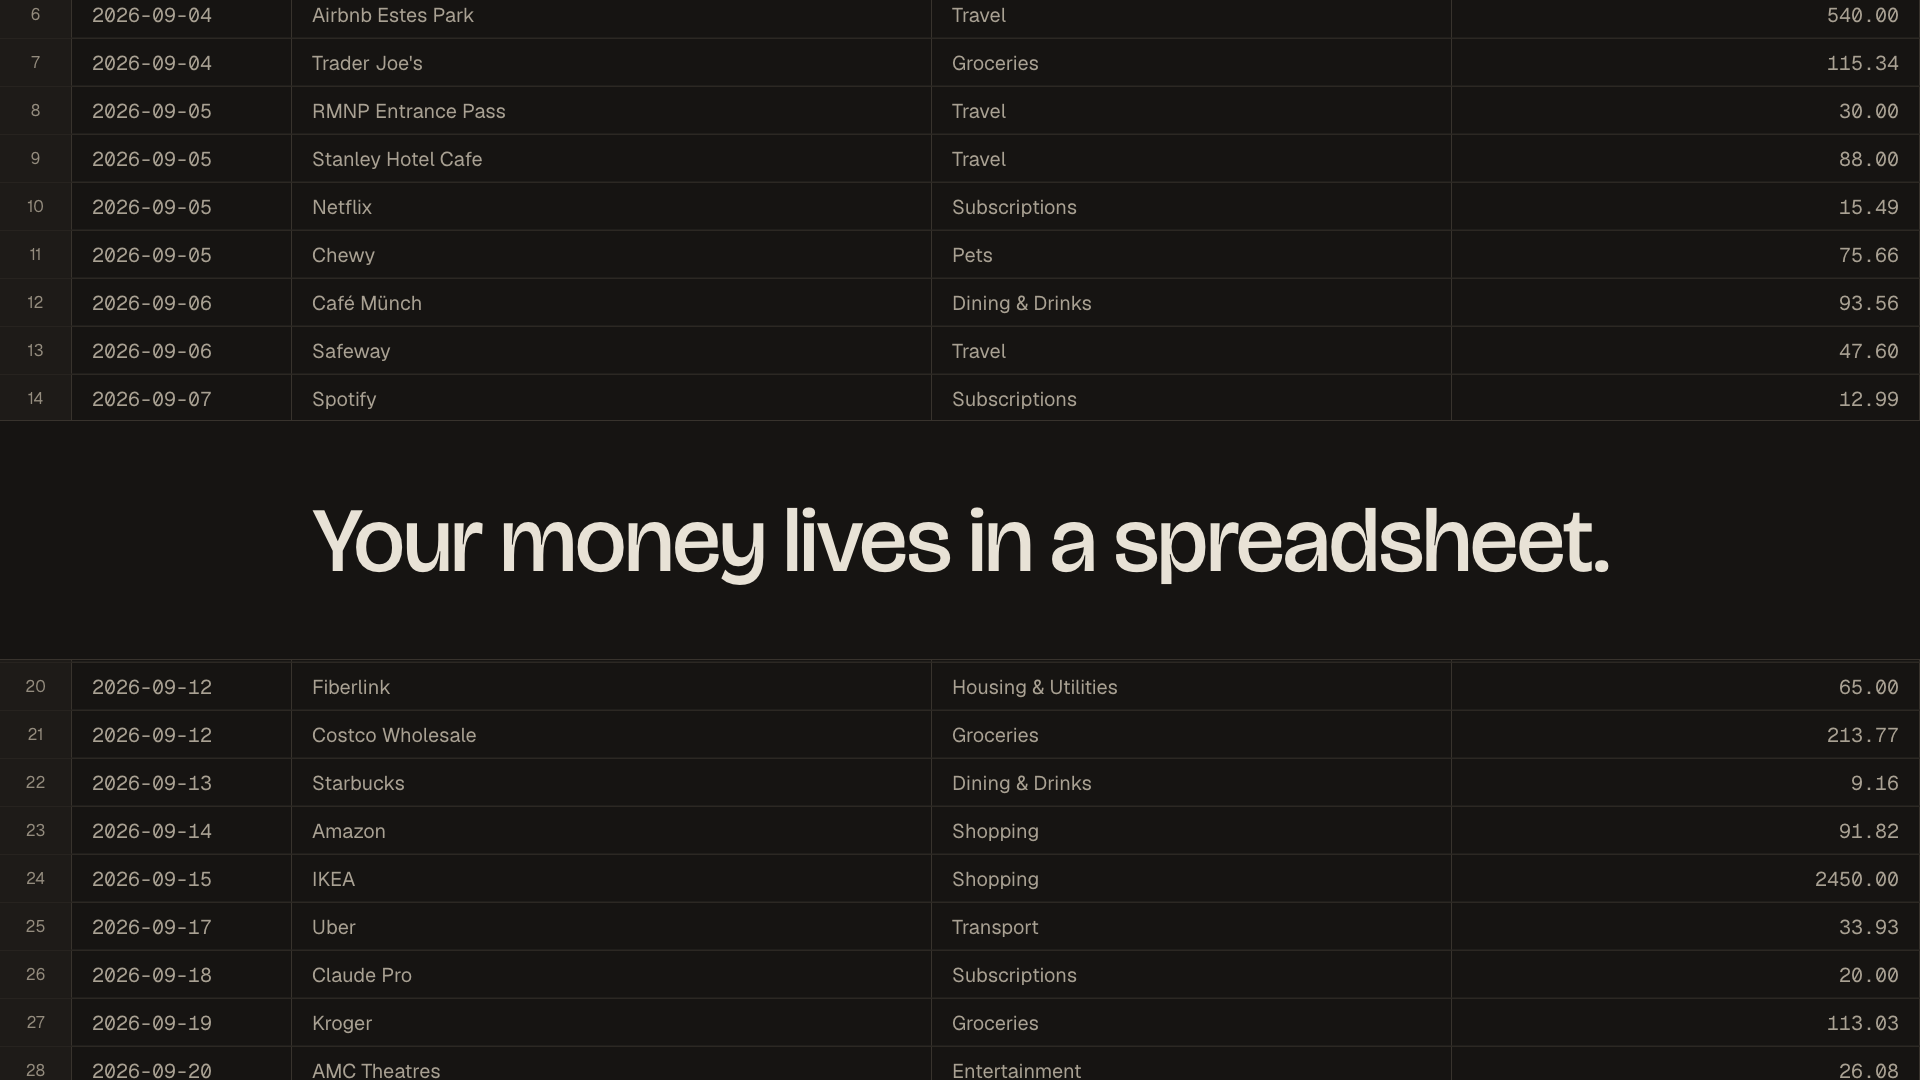 6 2026-09-04 Airbnb Estes Park Travel 540.00
7 2026-09-04 Trader Joe's Groceries 115.34
8 2026-09-05 RMNP Entrance Pass Travel 30.00
9 2026-09-05 Stanley Hotel Cafe Travel 88.00
10 2026-09-05 Netflix Subscriptions 15.49
11 2026-09-05 Chewy Pets 75.66
12 2026-09-06 Café Münch Dining & Drinks 93.56
13 2026-09-06 Safeway Travel 47.60
14 2026-09-07 Spotify Subscriptions 12.99
Your money lives in a spreadsheet.
20 2026-09-12 Fiberlink Housing & Utilities 65.00
21 2026-09-12 Costco Wholesale Groceries 213.77
22 2026-09-13 Starbucks Dining & Drinks 9.16
23 2026-09-14 Amazon Shopping 91.82
24 2026-09-15 IKEA Shopping 2450.00
25 2026-09-17 Uber Transport 33.93
26 2026-09-18 Claude Pro Subscriptions 20.00
27 2026-09-19 Kroger Groceries 113.03
28 2026-09-20 AMC Theatres Entertainment 26.08